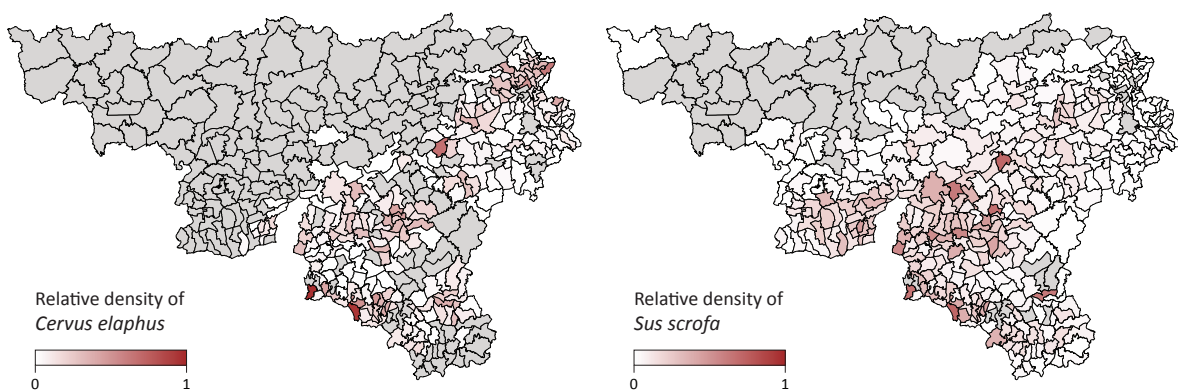 Relative density of
Cervus elaphus
0 1
Relative density of
Sus scrofa
0 1